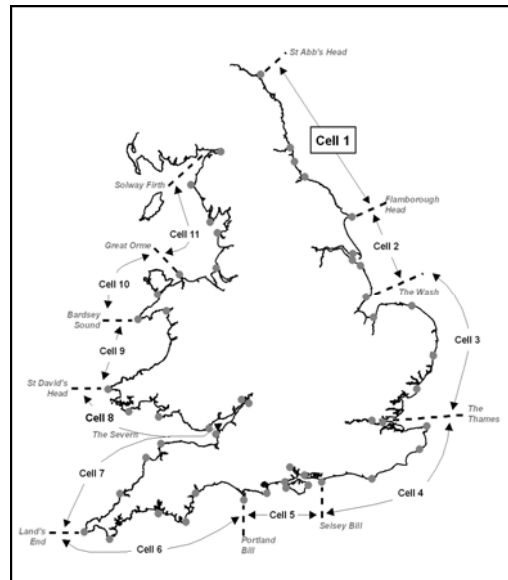 St Abb's Head
Cell 1
Solway Firth
Flamborough
Head
Cell 11
Great Orme
Cell 2
Cell 10
The Wash
Bardsey
Sound
Cell 9
Cell 3
St David's
Head
Cell 8
The
Thames
The Severn
Cell 7
Cell 4
Cell 5
Selsey Bill
Land's
End
Cell 6
Portland
Bill